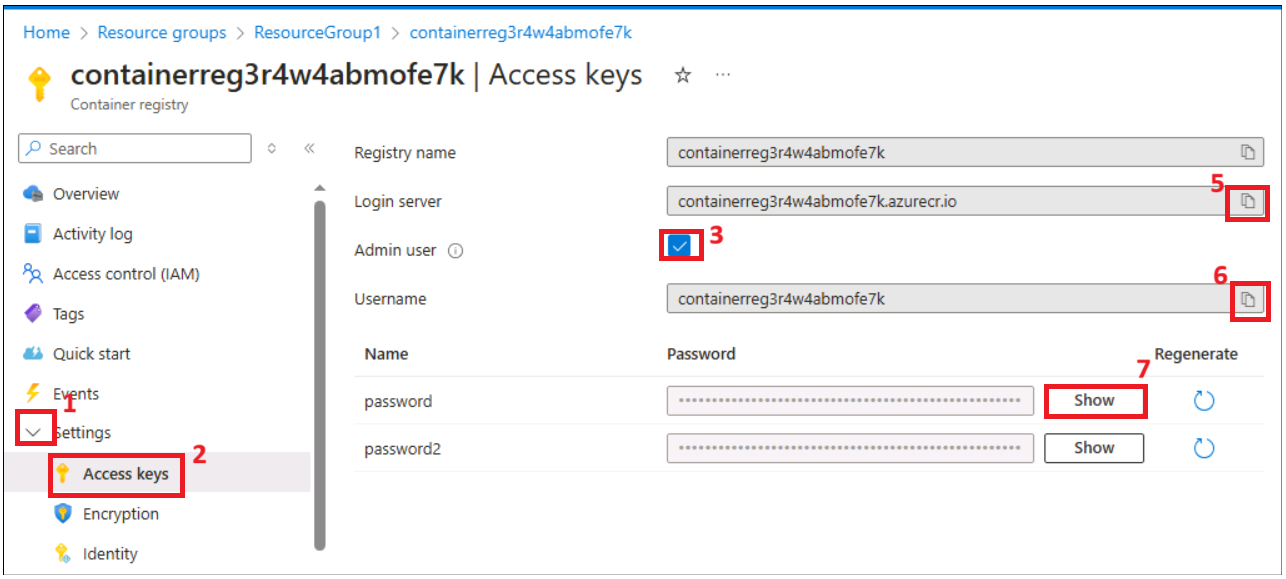 Home > Resource groups > ResourceGroup1 > containerreg3r4w4abmofe7k
containerreg3r4w4abmofe7k | Access keys ☆ ...
Container registry
Search
Overview
Activity log
Access control (IAM)
Tags
Quick start
Events
1
Settings
Access keys 2
Encryption
Identity
Registry name containerreg3r4w4abmofe7k
5
Login server containerreg3r4w4abmofe7k.azurecr.io
Admin user 3
6
Username containerreg3r4w4abmofe7k
Name Password Regenerate
7
password Show
password2 Show